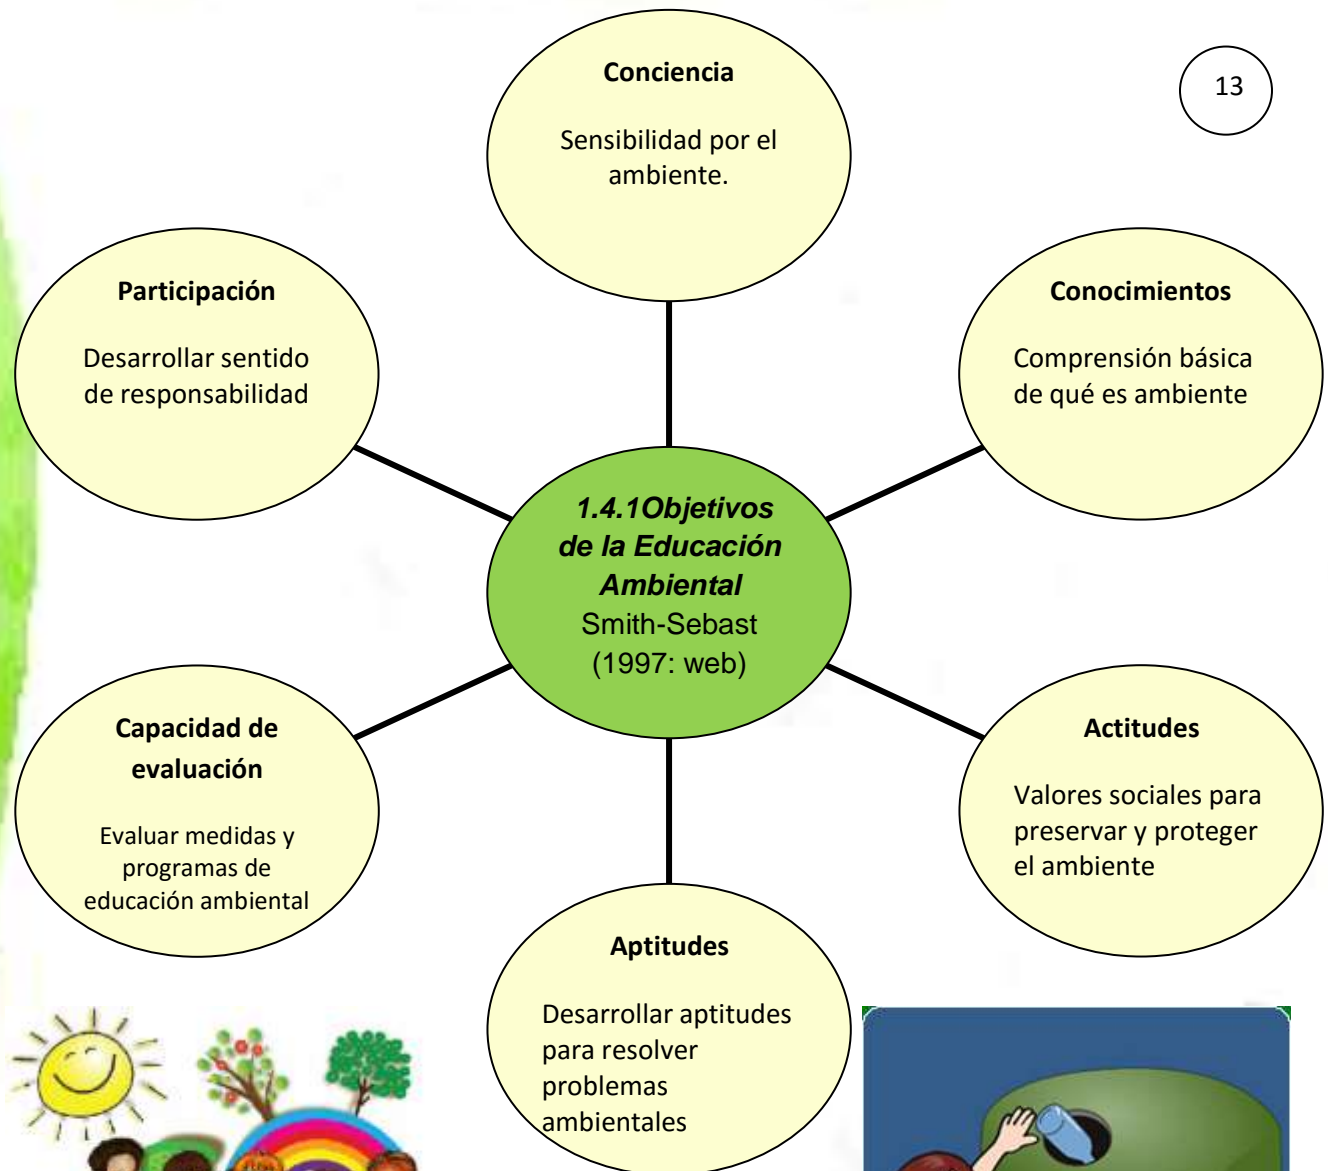 Conciencia
Sensibilidad por el
ambiente.
13
Participación
Desarrollar sentido
de responsabilidad
Conocimientos
Comprensión básica
de qué es ambiente
1.4.1Objetivos
de la Educación
Ambiental
Smith-Sebast
(1997: web)
Capacidad de
evaluación
Evaluar medidas y
programas de
educación ambiental
Actitudes
Valores sociales para
preservar y proteger
el ambiente
Aptitudes
Desarrollar aptitudes
para resolver
problemas
ambientales